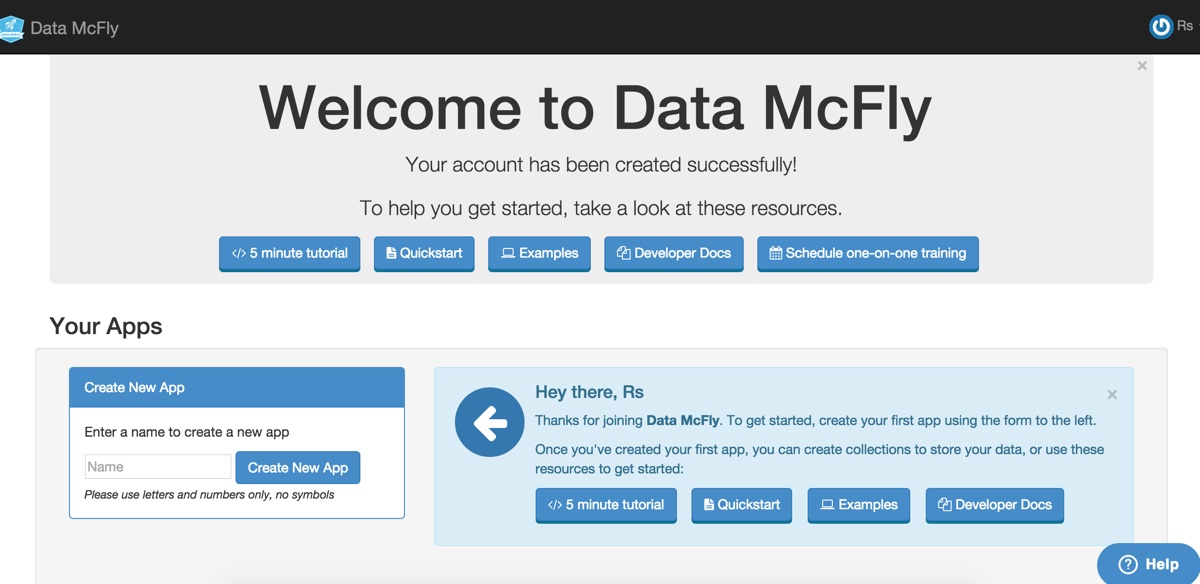 Data McFly
Rs
Welcome to Data McFly
Your account has been created successfully!
To help you get started, take a look at these resources.
</> 5 minute tutorial
Quickstart
Examples
Developer Docs
Schedule one-on-one training
Your Apps
Create New App
Enter a name to create a new app
Name
Create New App
Please use letters and numbers only, no symbols
Hey there, Rs
Thanks for joining Data McFly. To get started, create your first app using the form to the left.
Once you've created your first app, you can create collections to store your data, or use these
resources to get started:
</> 5 minute tutorial
Quickstart
Examples
Developer Docs
Help